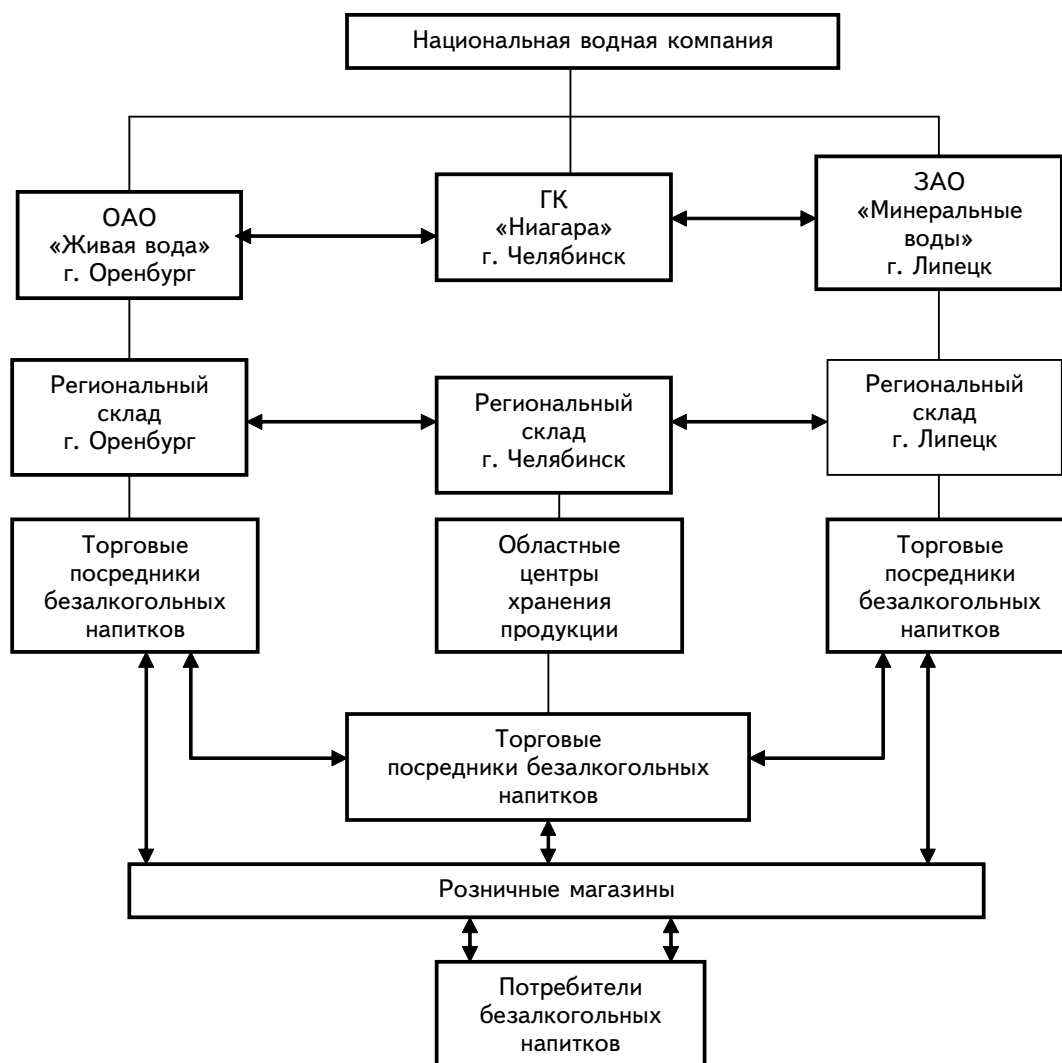 Национальная водная компания
ОАО
«Живая вода»
г. Оренбург
ГК
«Ниагара»
г. Челябинск
ЗАО
«Минеральные
воды»
г. Липецк
Региональный
склад
г. Оренбург
Региональный
склад
г. Челябинск
Региональный
склад
г. Липецк
Торговые
посредники
безалкогольных
напитков
Областные
центры
хранения
продукции
Торговые
посредники
безалкогольных
напитков
Торговые
посредники безалкогольных
напитков
Розничные магазины
Потребители
безалкогольных
напитков